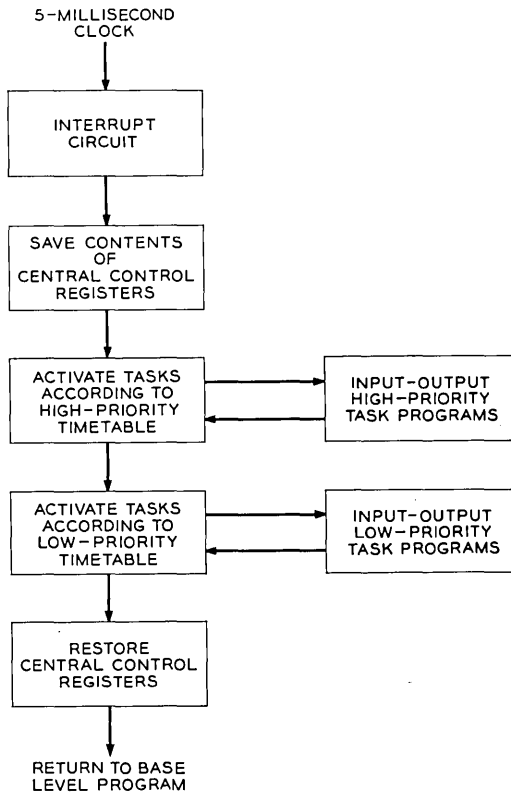 5-MILLISECOND
CLOCK
INTERRUPT
CIRCUIT
SAVE CONTENTS
OF
CENTRAL CONTROL
REGISTERS
ACTIVATE TASKS
ACCORDING TO
HIGH-PRIORITY
TIMETABLE
INPUT-OUTPUT
HIGH-PRIORITY
TASK PROGRAMS
ACTIVATE TASKS
ACCORDING TO
LOW-PRIORITY
TIMETABLE
INPUT-OUTPUT
LOW-PRIORITY
TASK PROGRAMS
RESTORE
CENTRAL CONTROL
REGISTERS
RETURN TO BASE
LEVEL PROGRAM